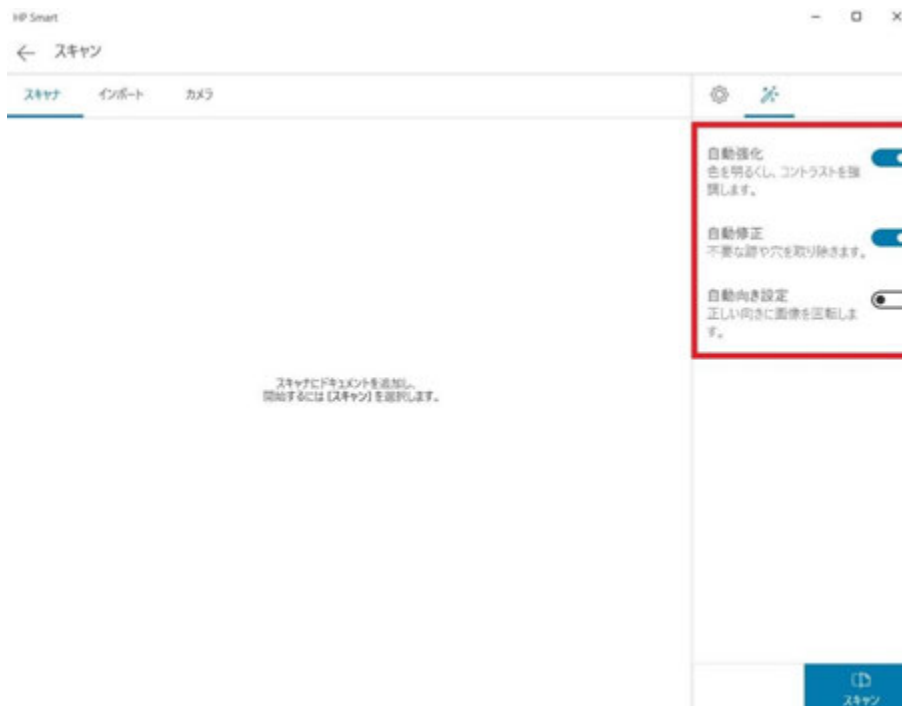 HP Smart
スキャン
スキャナ インポート カメラ
自動強化
色を明るくし、コントラストを強
調します。
自動修正
不要な跡や穴を取り除きます。
自動向き設定
正しい向きに画像を回転しま
す。
スキャナにドキュメントを追加し、
開始するには [スキャン] を選択します。
スキャン